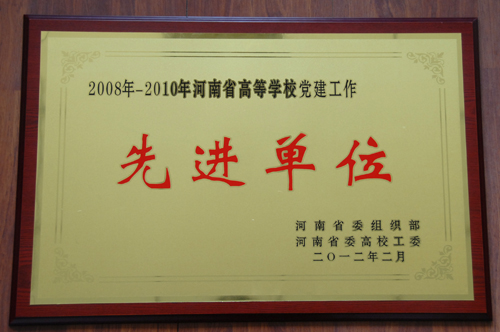 2008年-2010年河南省高等学校党建工作
先进单位
河南省委组织部
河南省委高校工委
二〇一二年二月